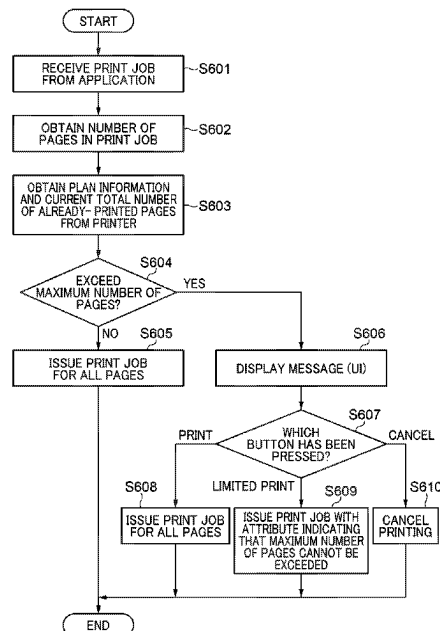 START
RECEIVE PRINT JOB
FROM APPLICATION
S601
OBTAIN NUMBER OF
PAGES IN PRINT JOB
S602
OBTAIN PLAN INFORMATION
AND CURRENT TOTAL NUMBER
OF ALREADY-PRINTED PAGES
FROM PRINTER
S603
S604
EXCEED
MAXIMUM NUMBER OF
PAGES?
YES
NO
S605
ISSUE PRINT JOB
FOR ALL PAGES
S606
DISPLAY MESSAGE (UI)
S607
WHICH
BUTTON HAS BEEN
PRESSED?
PRINT
CANCEL
LIMITED PRINT
S608
ISSUE PRINT JOB
FOR ALL PAGES
S609
ISSUE PRINT JOB WITH
ATTRIBUTE INDICATING
THAT MAXIMUM NUMBER
OF PAGES CANNOT BE
EXCEEDED
S610
CANCEL
PRINTING
END